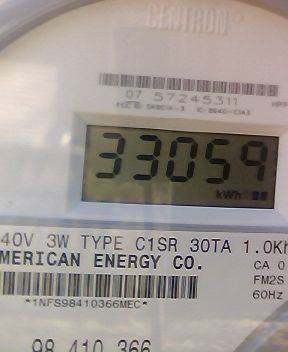 CENTRON®
07 57245311
33059
kWh
40V 3W TYPE C1SR 30TA 1.0Kh
MERICAN ENERGY CO.
CA 0
FM2S
60Hz
*1NFS98410366MEC*
98 410 366